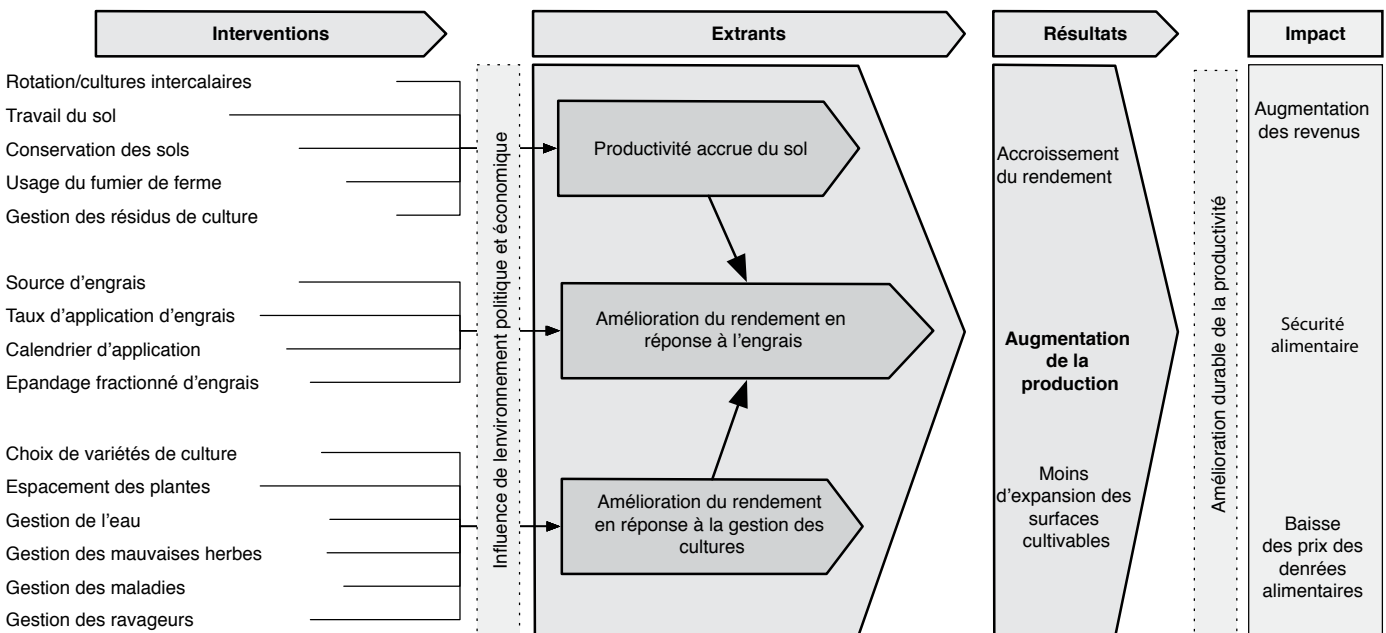 Interventions
Extrants
Résultats
Impact
Rotation/cultures intercalaires
Travail du sol
Conservation des sols
Usage du fumier de ferme
Gestion des résidus de culture
Source d'engrais
Taux d'application d'engrais
Calendrier d'application
Epandage fractionné d'engrais
Choix de variétés de culture
Espacement des plantes
Gestion de l'eau
Gestion des mauvaises herbes
Gestion des maladies
Gestion des ravageurs
Influence de lenvironnement politique et économique
Productivité accrue du sol
Amélioration du rendement en
réponse à l'engrais
Amélioration du rendement
en réponse à la gestion des
cultures
Accroissement
du rendement
Augmentation
de la
production
Moins
d'expansion des
surfaces
cultivables
Amélioration durable de la productivité
Augmentation
des revenus
Sécurité
alimentaire
Baisse
des prix des
denrées
alimentaires